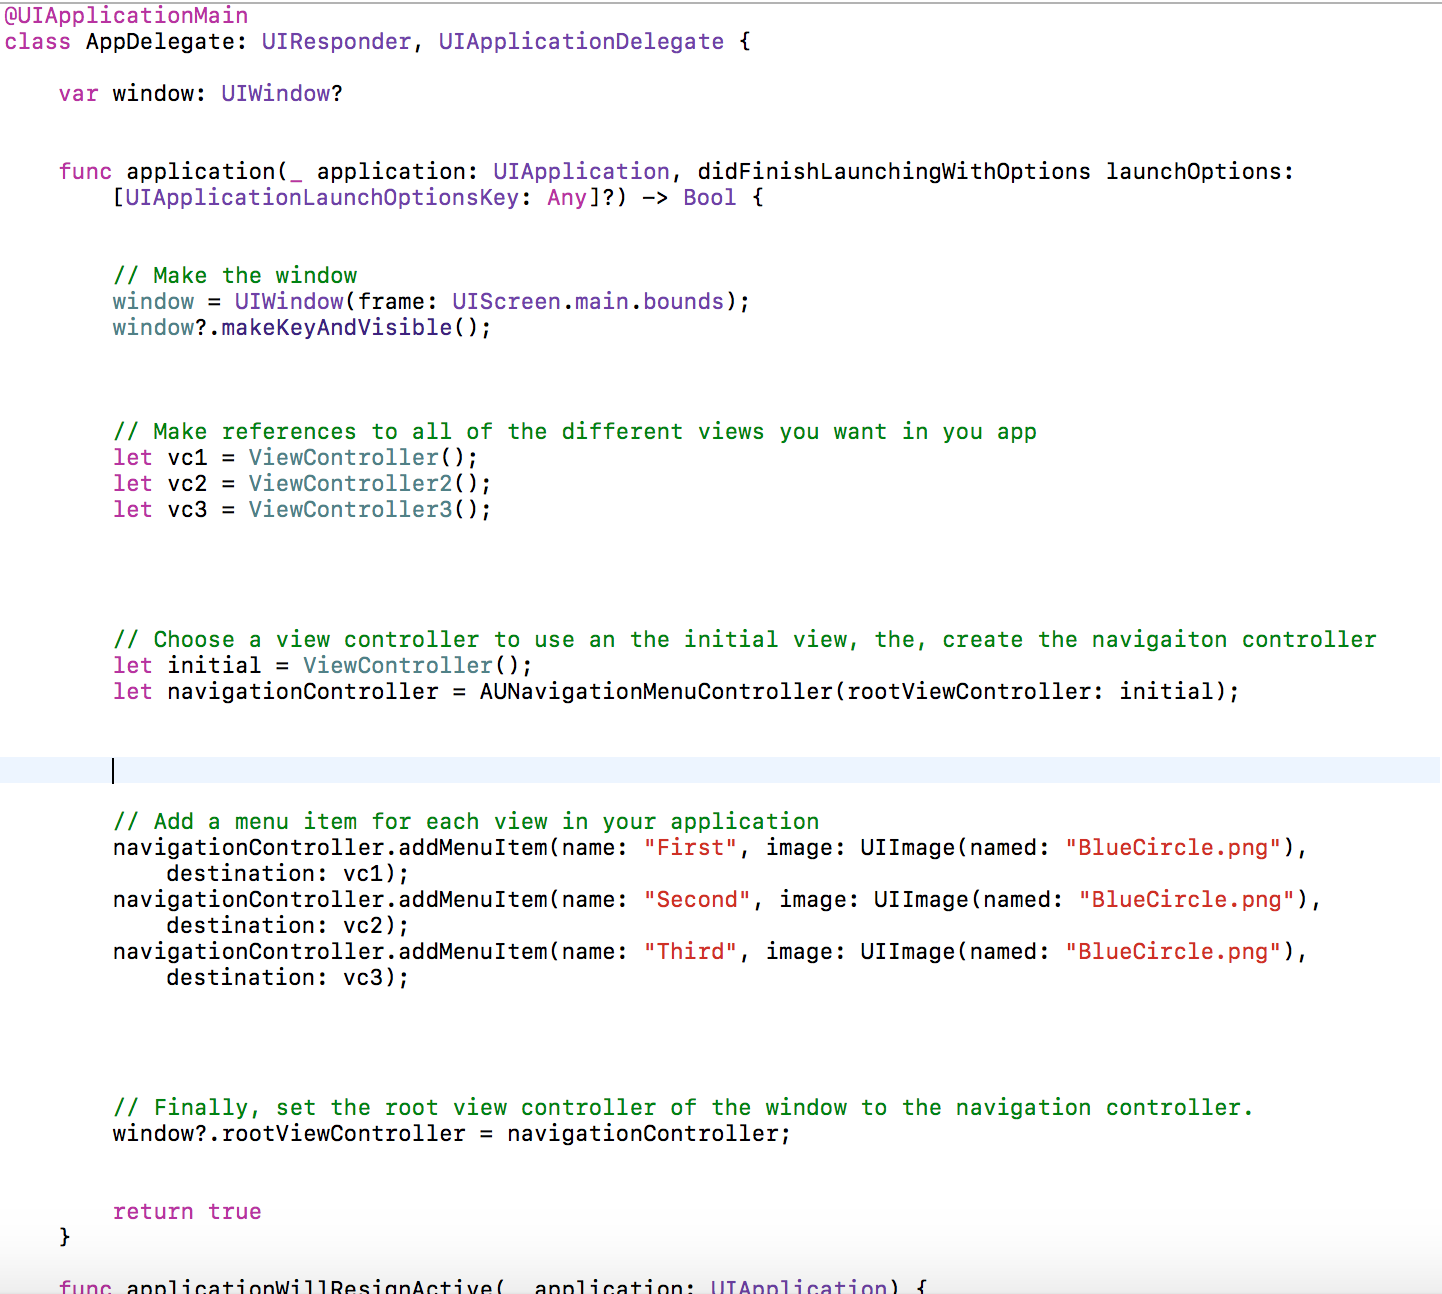 @UIApplicationMain
class AppDelegate: UIResponder, UIApplicationDelegate {
var window: UIWindow?
func application(_ application: UIApplication, didFinishLaunchingWithOptions launchOptions:
[UIApplicationLaunchOptionsKey: Any]?) -> Bool {
// Make the window
window = UIWindow(frame: UIScreen.main.bounds);
window?.makeKeyAndVisible();
// Make references to all of the different views you want in you app
let vc1 = ViewController();
let vc2 = ViewController2();
let vc3 = ViewController3();
// Choose a view controller to use an the initial view, the, create the navigaiton controller
let initial = ViewController();
let navigationController = AUNavigationMenuController(rootViewController: initial);
// Add a menu item for each view in your application
navigationController.addMenuItem(name: "First", image: UIImage(named: "BlueCircle.png"),
destination: vc1);
navigationController.addMenuItem(name: "Second", image: UIImage(named: "BlueCircle.png"),
destination: vc2);
navigationController.addMenuItem(name: "Third", image: UIImage(named: "BlueCircle.png"),
destination: vc3);
// Finally, set the root view controller of the window to the navigation controller.
window?.rootViewController = navigationController;
return true
}
func applicationWillResignActive(_ application: UIApplication) {